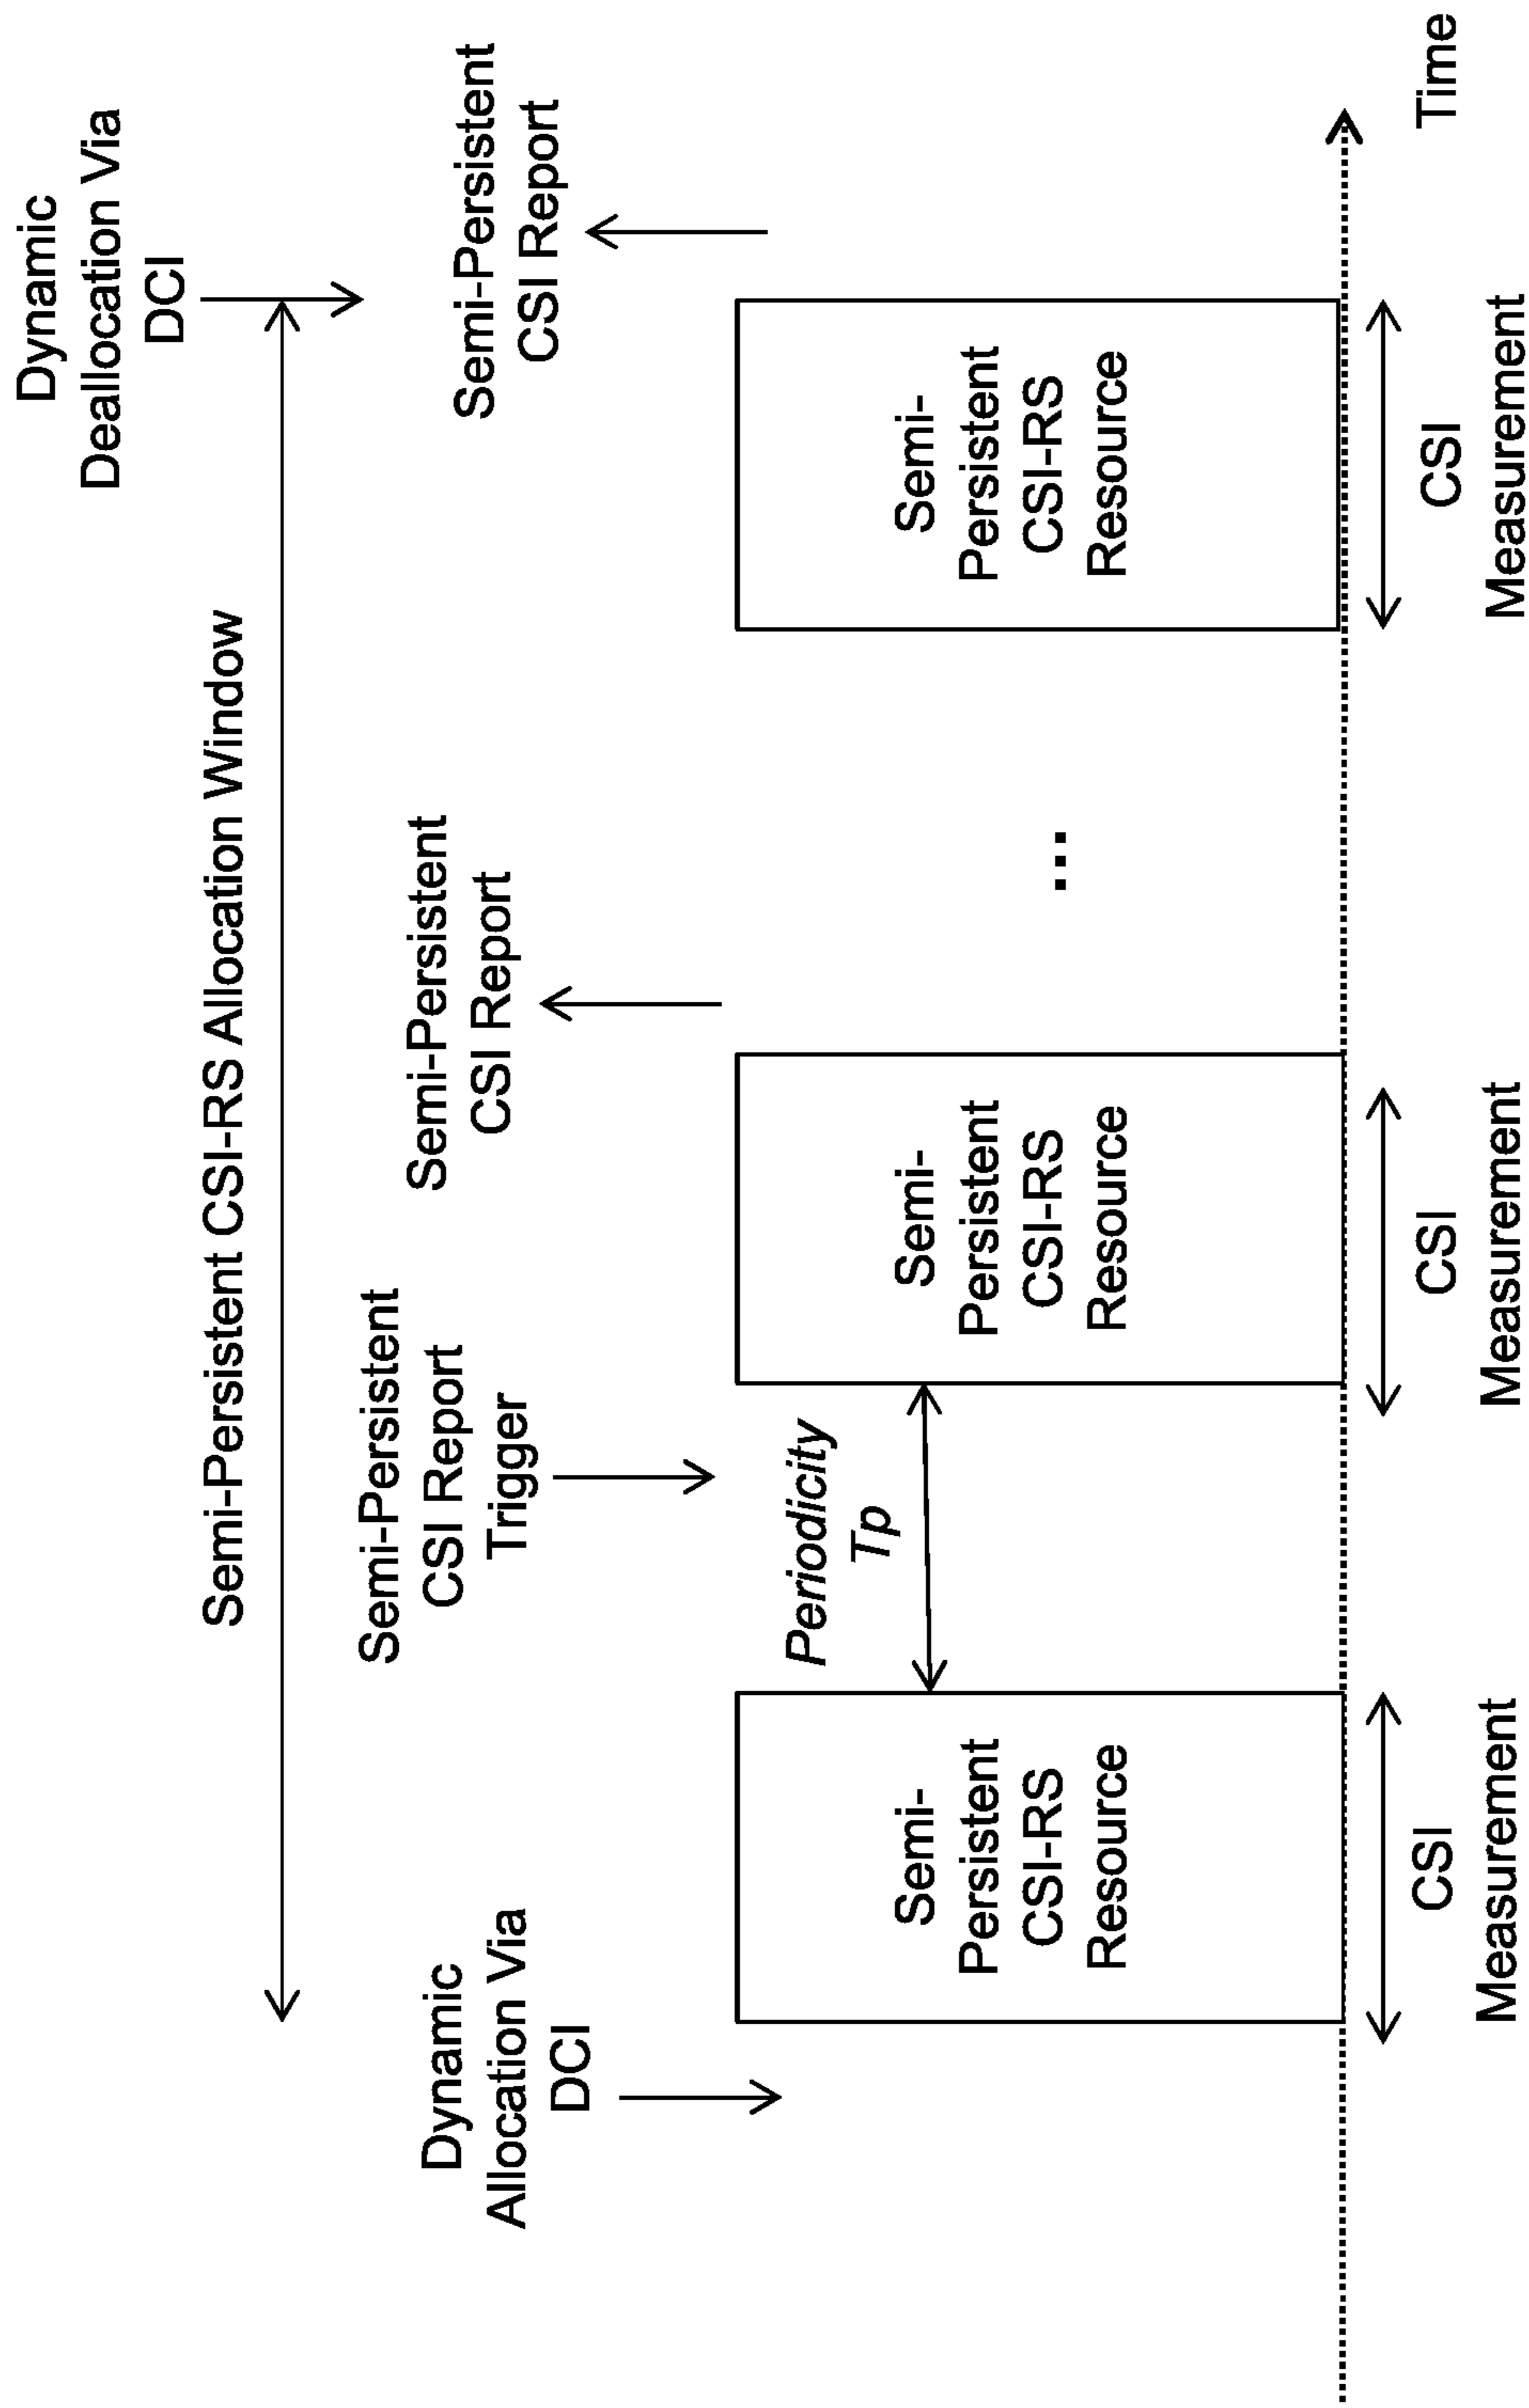 Dynamic
Deallocation Via
DCI
Semi-Persistent CSI-RS Allocation Window
Dynamic
Allocation Via
DCI
Semi-Persistent
CSI Report
Trigger
Semi-Persistent
CSI Report
Semi-Persistent
CSI Report
Periodicity
Tp
Semi-
Persistent
CSI-RS
Resource
Semi-
Persistent
CSI-RS
Resource
...
Semi-
Persistent
CSI-RS
Resource
CSI
Measurement
CSI
Measurement
CSI
Measurement
Time